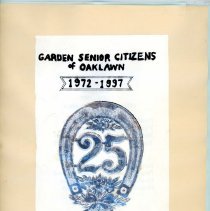 GARDEN SENIOR CITIZENS
of OAKLAWN
1972-1997
25